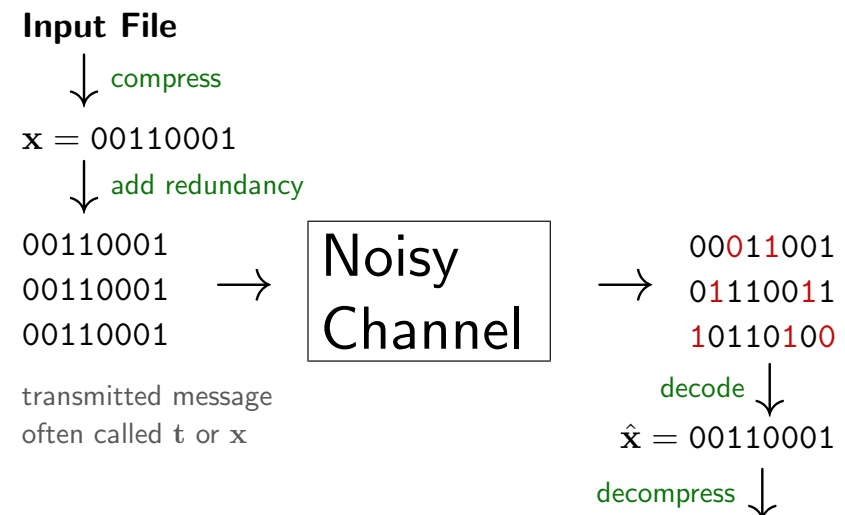 Input File
compress
x = 00110001
add redundancy
00110001
00110001
00110001
transmitted message
often called t or x
Noisy
Channel
00011001
01110011
10110100
decode
x̂ = 00110001
decompress